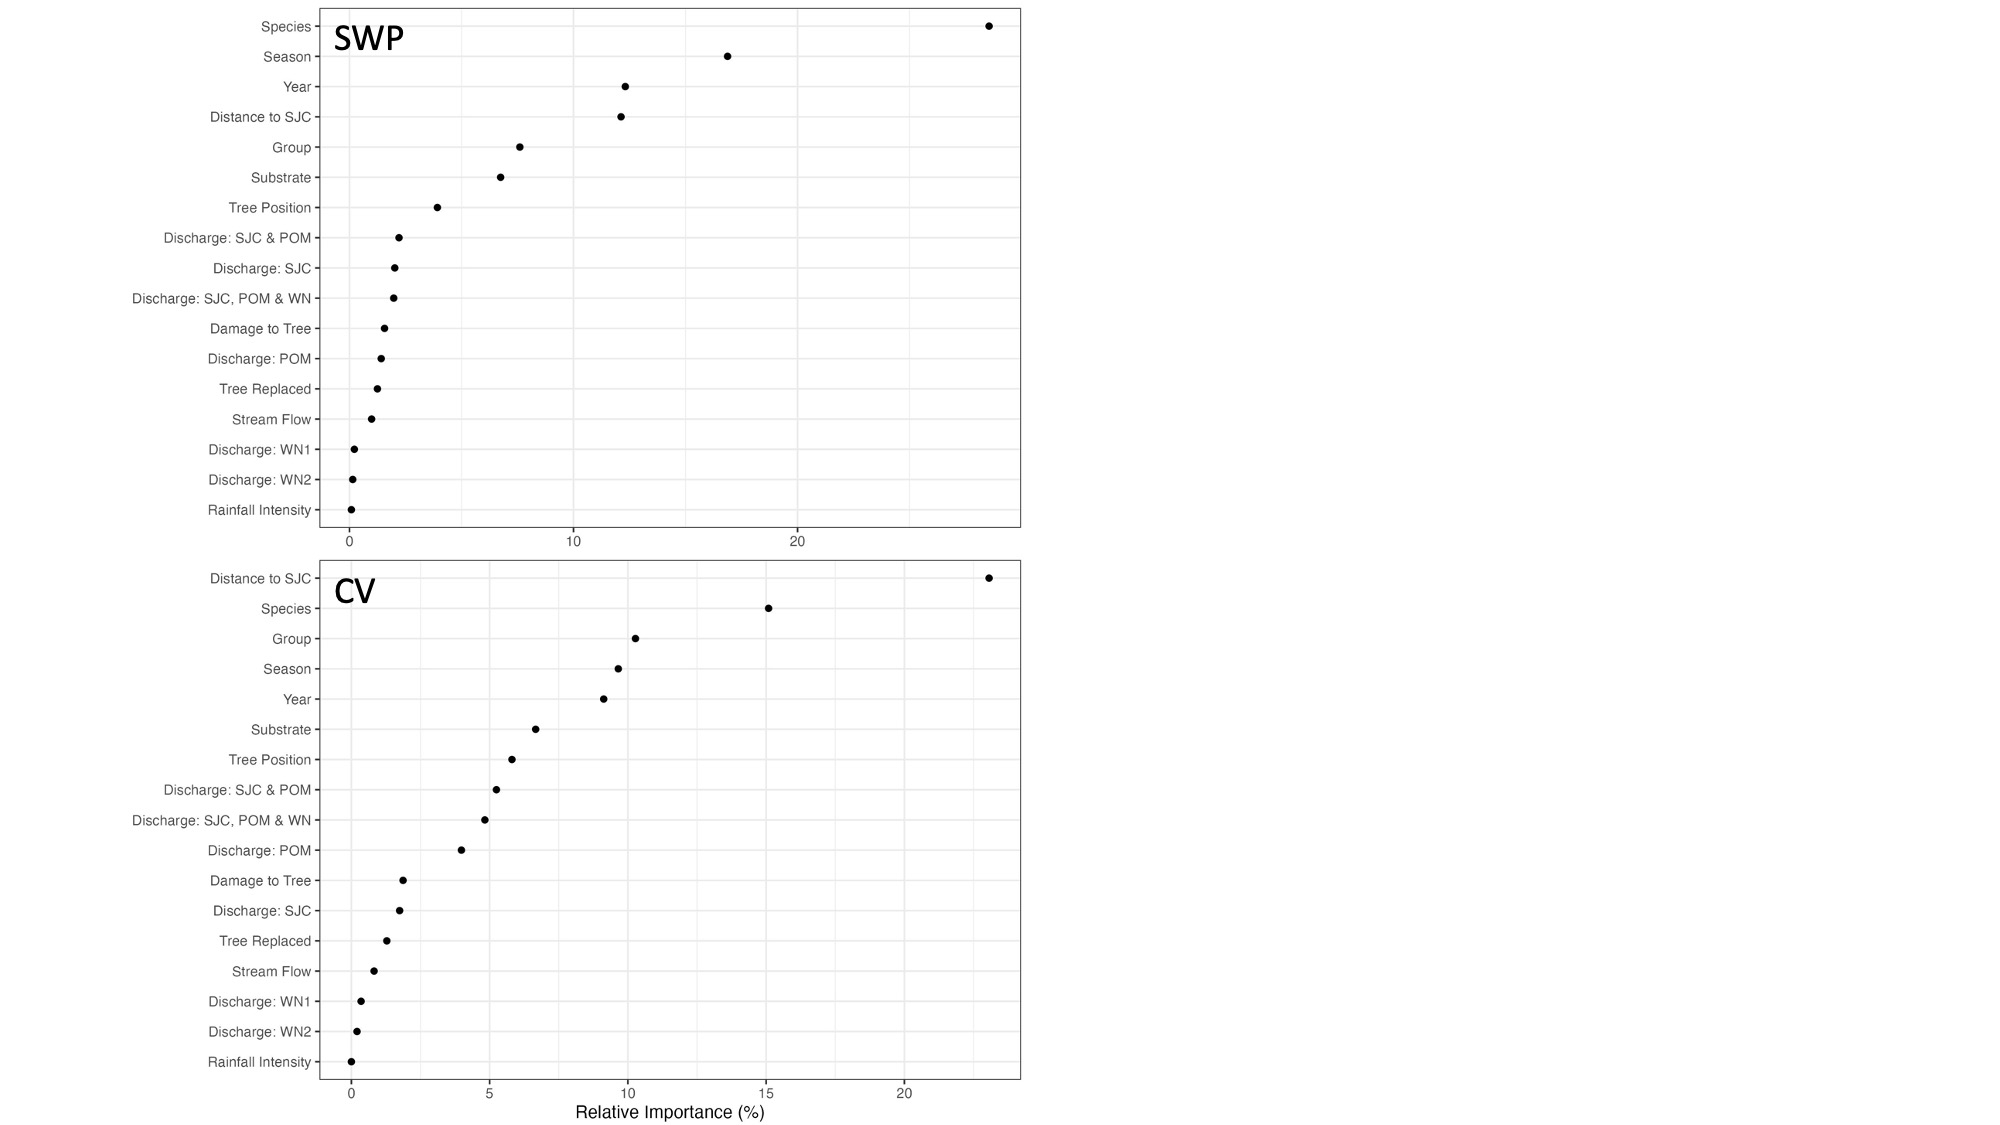 SWP
Species
Season
Year
Distance to SJC
Group
Substrate
Tree Position
Discharge: SJC & POM
Discharge: SJC
Discharge: SJC, POM & WN
Damage to Tree
Discharge: POM
Tree Replaced
Stream Flow
Discharge: WN1
Discharge: WN2
Rainfall Intensity
0 10 20
CV
Distance to SJC
Species
Group
Season
Year
Substrate
Tree Position
Discharge: SJC & POM
Discharge: SJC, POM & WN
Discharge: POM
Damage to Tree
Discharge: SJC
Tree Replaced
Stream Flow
Discharge: WN1
Discharge: WN2
Rainfall Intensity
0 5 10 15 20
Relative Importance (%)